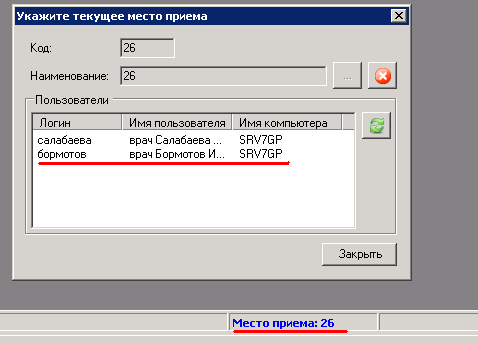 Укажите текущее место приема
Код: 26
Наименование: 26 ...
Пользователи
Логин Имя пользователя Имя компьютера
салабаева врач Салабаева ... SRV7GP
бормотов врач Бормотов И... SRV7GP
Закрыть
Место приема: 26